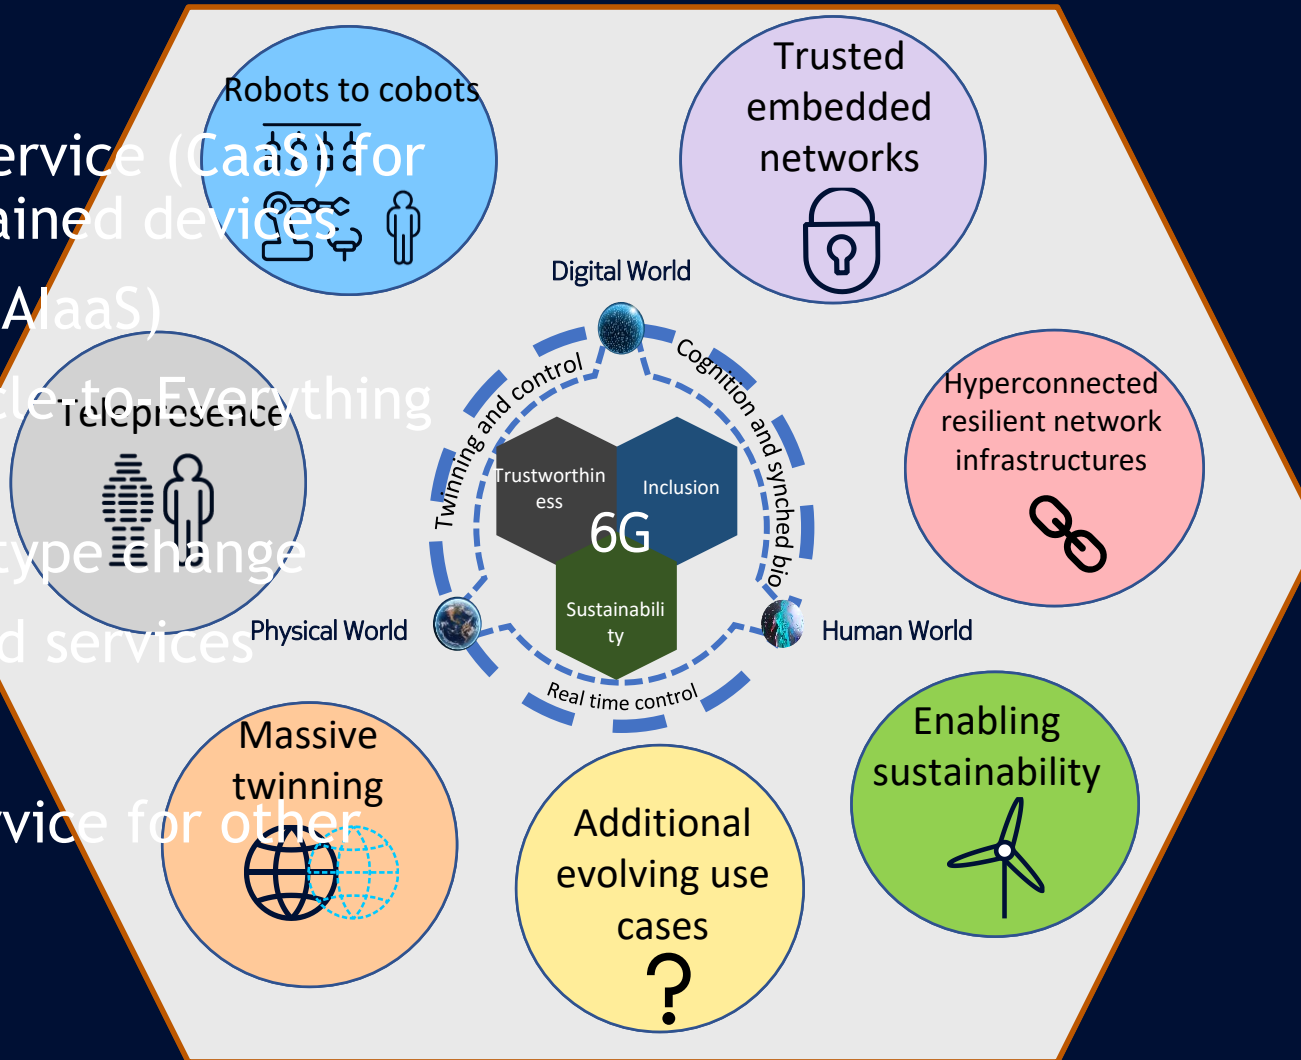 Robots to cobots
Trusted
embedded
networks
ervice (CaaS) for
ained devices
AIaaS)
cle-to-Everything
type change
d services
vice for other
Telepresence
Digital World
Twinning and control
Cognition and synched bio
Trustworthin
ess
Inclusion
6G
Sustainabili
ty
Physical World
Human World
Real time control
Hyperconnected
resilient network
infrastructures
Massive
twinning
Additional
evolving use
cases
?
Enabling
sustainability